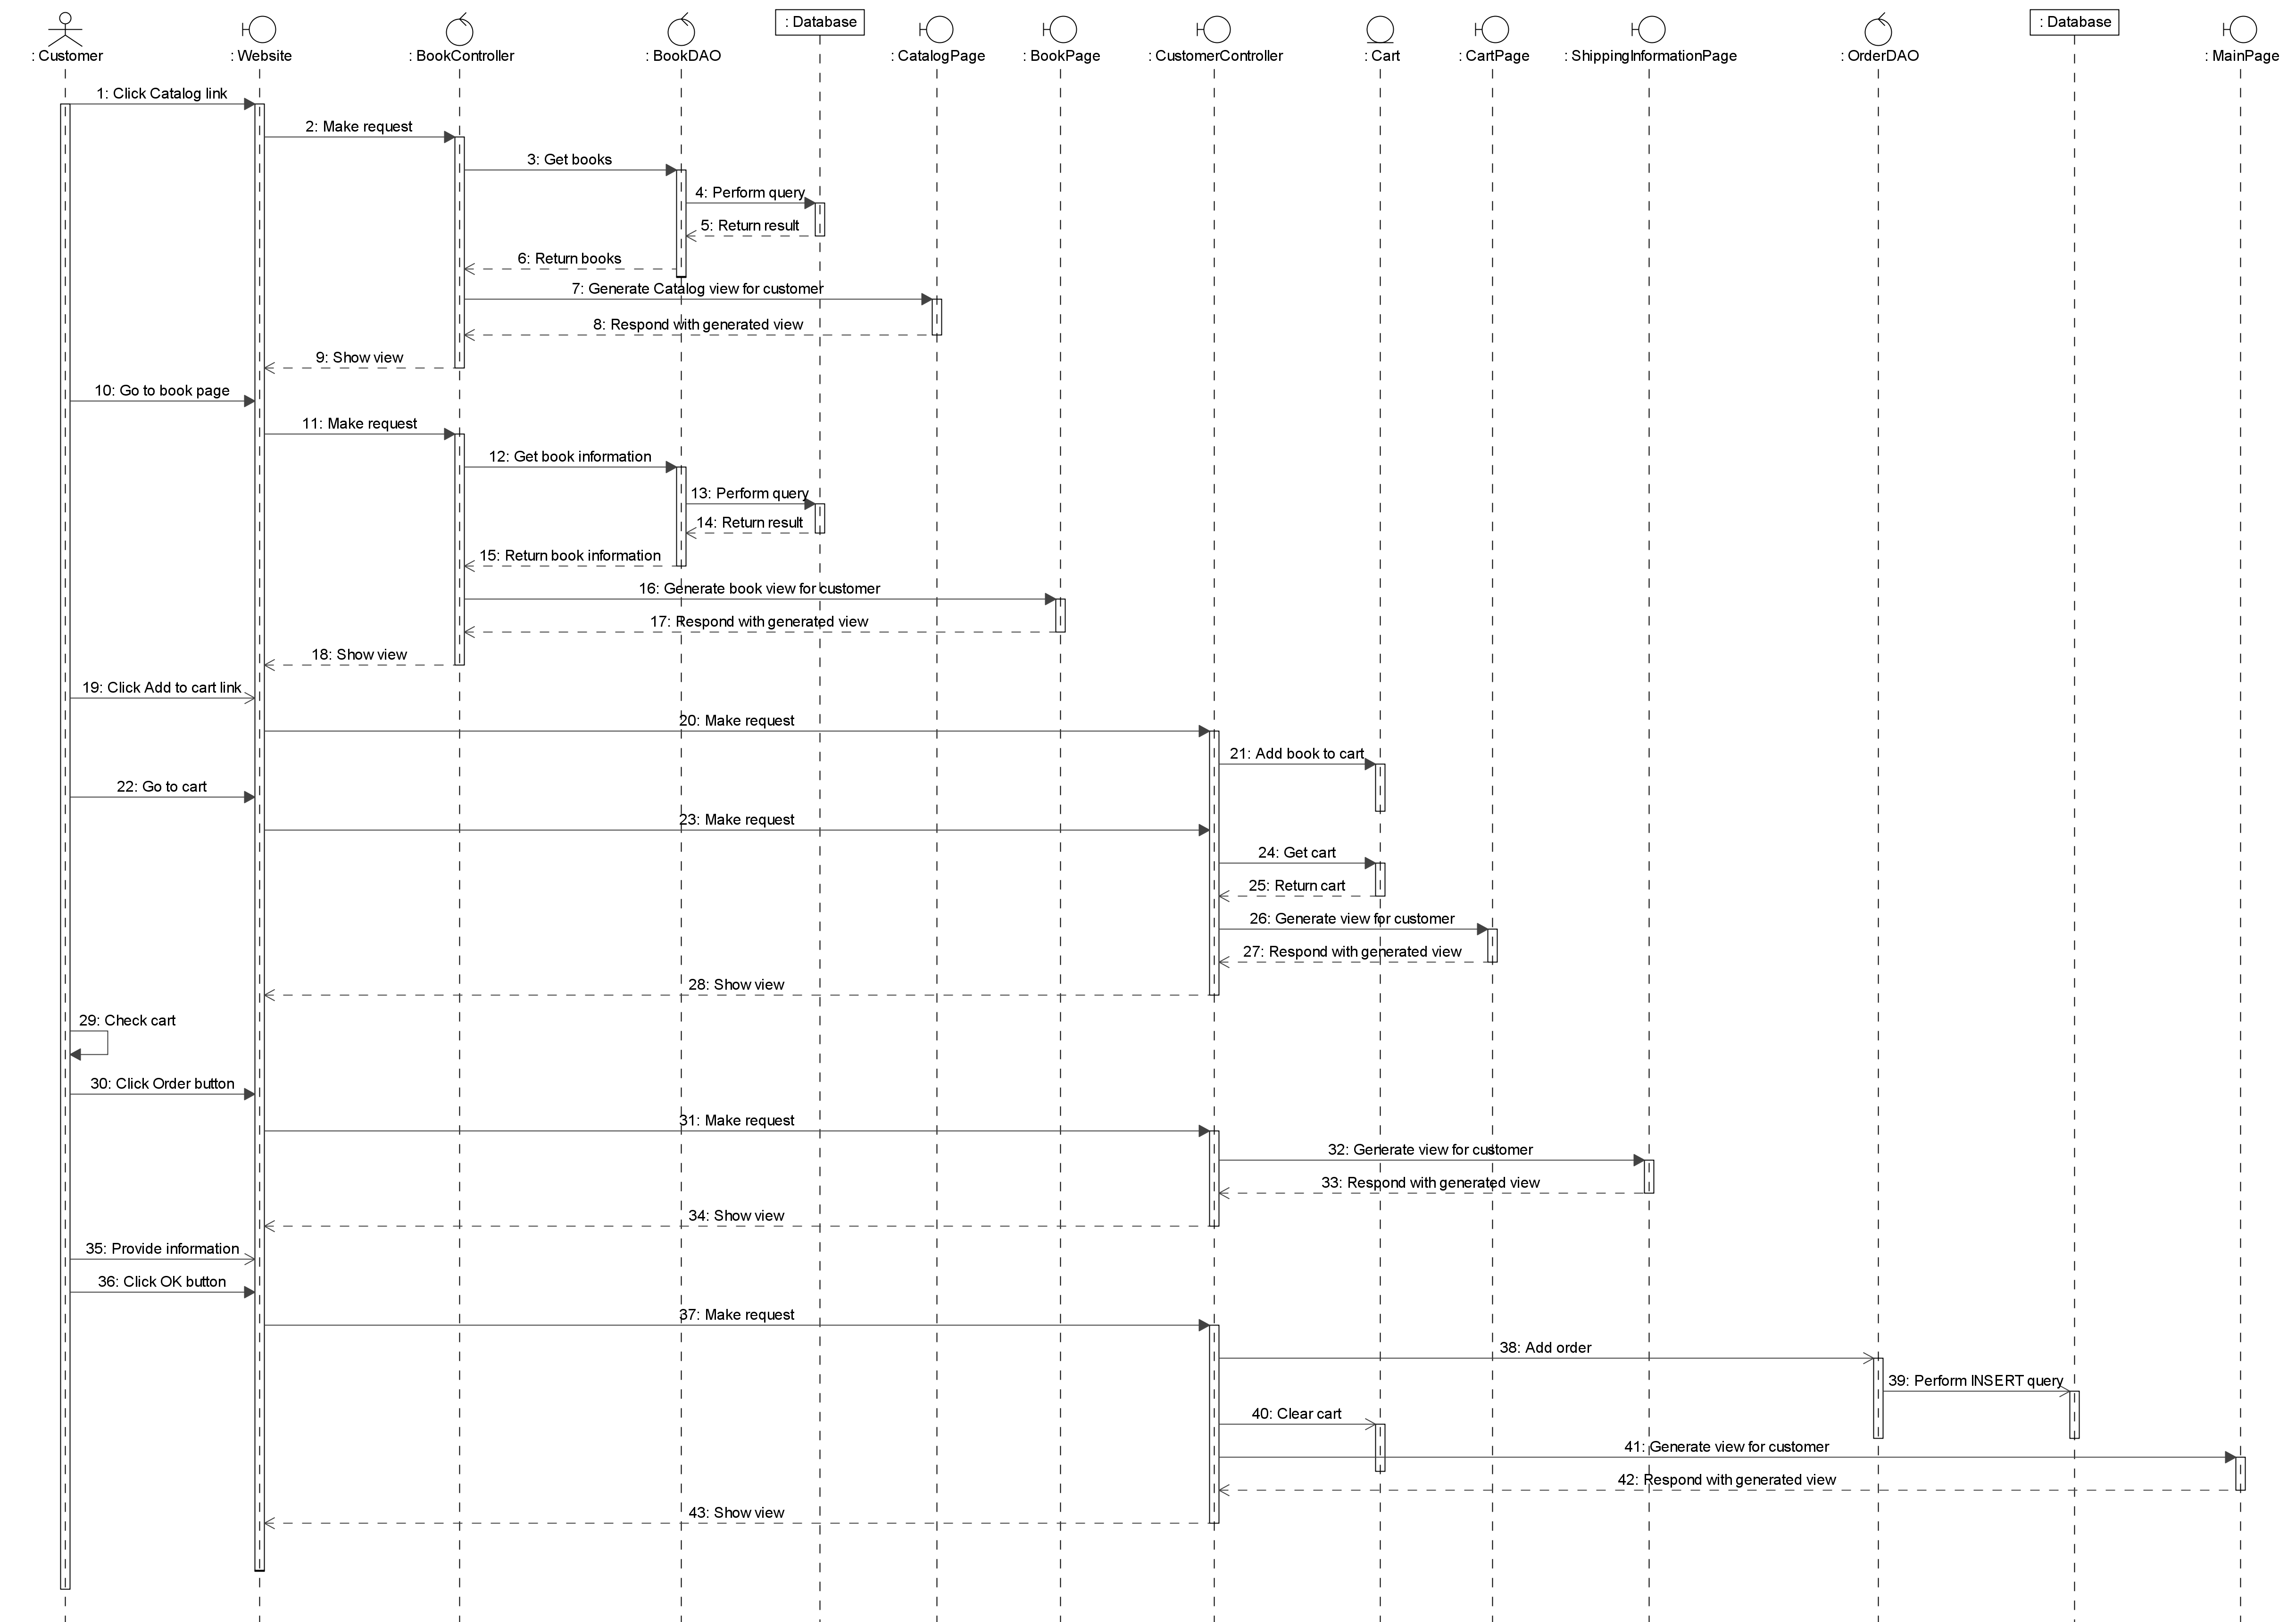 : Customer
: Website
: BookController
: BookDAO
: Database
: CatalogPage
: BookPage
: CustomerController
: Cart
: CartPage
: ShippingInformationPage
: OrderDAO
: Database
: MainPage
1: Click Catalog link
2: Make request
3: Get books
4: Perform query
5: Return result
6: Return books
7: Generate Catalog view for customer
8: Respond with generated view
9: Show view
10: Go to book page
11: Make request
12: Get book information
13: Perform query
14: Return result
15: Return book information
16: Generate book view for customer
17: Respond with generated view
18: Show view
19: Click Add to cart link
20: Make request
21: Add book to cart
22: Go to cart
23: Make request
24: Get cart
25: Return cart
26: Generate view for customer
27: Respond with generated view
28: Show view
29: Check cart
30: Click Order button
31: Make request
32: Generate view for customer
33: Respond with generated view
34: Show view
35: Provide information
36: Click OK button
37: Make request
38: Add order
39: Perform INSERT query
40: Clear cart
41: Generate view for customer
42: Respond with generated view
43: Show view